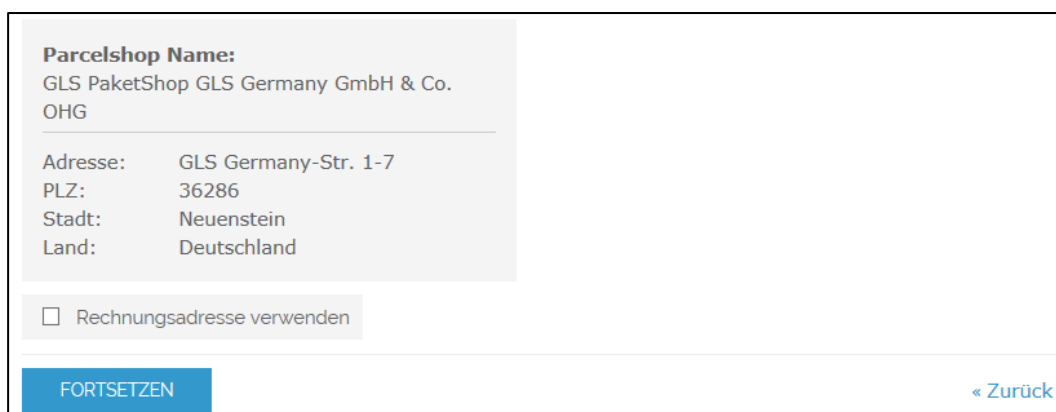 Parcelshop Name:
GLS PaketShop GLS Germany GmbH & Co.
OHG
Adresse: GLS Germany-Str. 1-7
PLZ: 36286
Stadt: Neuenstein
Land: Deutschland
Rechnungsadresse verwenden
FORTSETZEN
« Zurück